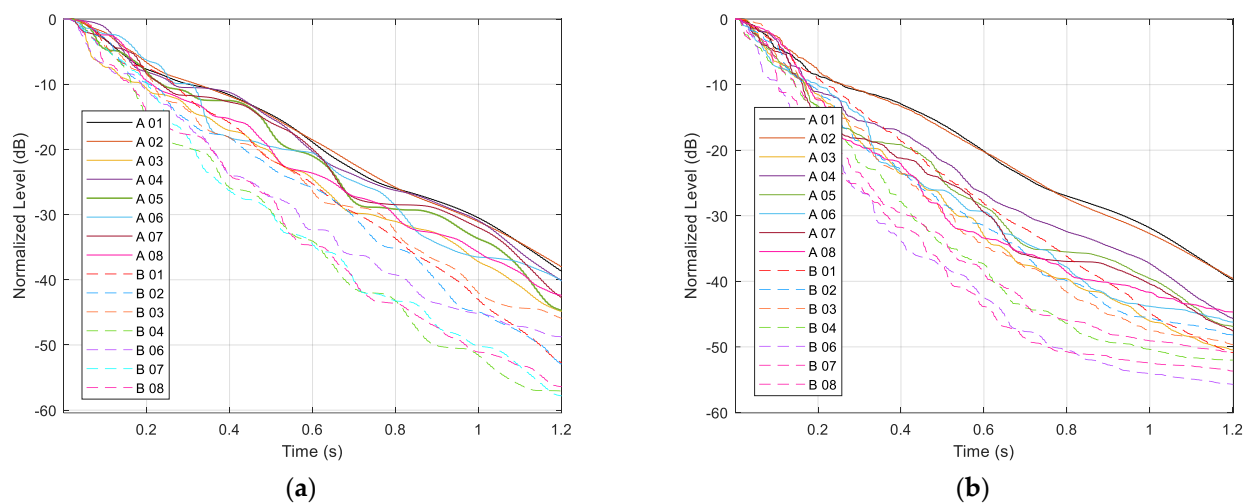 0
-10
-20
-30
-40
-50
-60
Normalized Level (dB)
A 01
A 02
A 03
A 04
A 05
A 06
A 07
A 08
B 01
B 02
B 03
B 04
B 06
B 07
B 08
0.2 0.4 0.6 0.8 1 1.2
Time (s)
(a)
0
-10
-20
-30
-40
-50
-60
Normalized Level (dB)
A 01
A 02
A 03
A 04
A 05
A 06
A 07
A 08
B 01
B 02
B 03
B 04
B 06
B 07
B 08
0.2 0.4 0.6 0.8 1 1.2
Time (s)
(b)